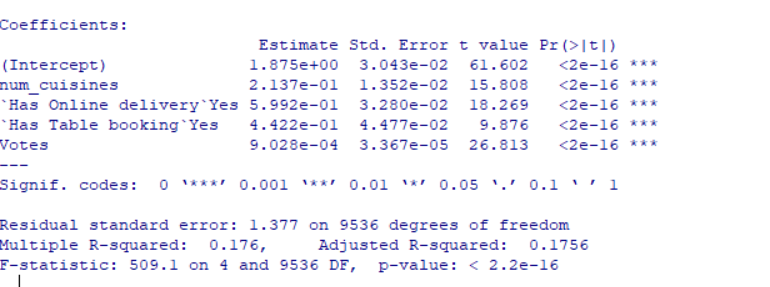 Coefficients:
Estimate Std. Error t value Pr(>|t|)
(Intercept) 1.875e+00 3.043e-02 61.602 <2e-16 ***
num_cuisines 2.137e-01 1.352e-02 15.808 <2e-16 ***
`Has Online delivery`Yes 5.992e-01 3.280e-02 18.269 <2e-16 ***
`Has Table booking`Yes 4.422e-01 4.477e-02 9.876 <2e-16 ***
Votes 9.028e-04 3.367e-05 26.813 <2e-16 ***
---
Signif. codes: 0 ‘***’ 0.001 ‘**’ 0.01 ‘*’ 0.05 ‘.’ 0.1 ‘ ’ 1
Residual standard error: 1.377 on 9536 degrees of freedom
Multiple R-squared: 0.176, Adjusted R-squared: 0.1756
F-statistic: 509.1 on 4 and 9536 DF, p-value: < 2.2e-16